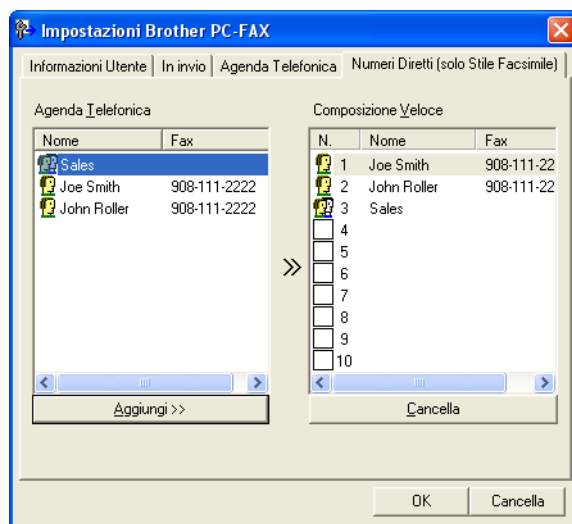 Impostazioni Brother PC-FAX
Informazioni Utente In invio Agenda Telefonica Numeri Diretti (solo Stile Facsimile)
Agenda Telefonica
Nome Fax
Sales
Joe Smith 908-111-2222
John Roller 908-111-2222
Aggiungi >>
Composizione Veloce
N. Nome Fax
1 Joe Smith 908-111-22
2 John Roller 908-111-22
3 Sales
4
5
6
7
8
9
10
Cancella
OK Cancella